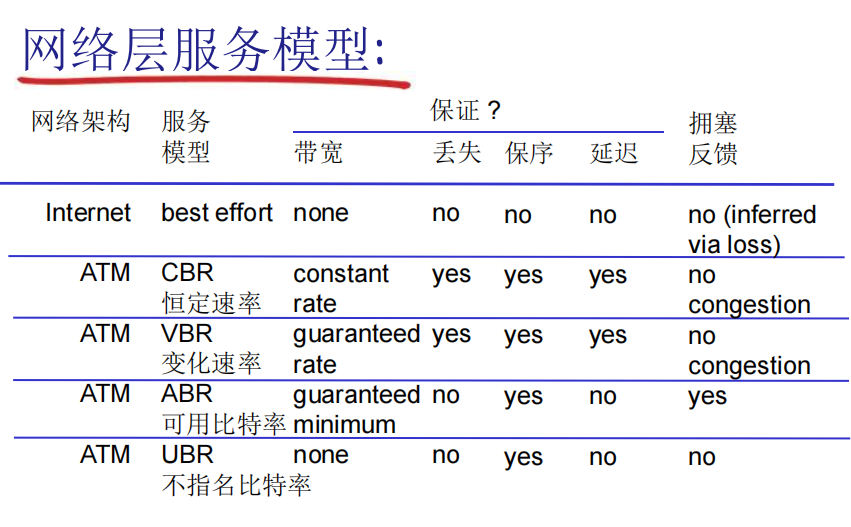 网络层服务模型:
保证 ?
网络架构 服务模型 带宽 丢失 保序 延迟 拥塞反馈
Internet best effort none no no no no (inferred via loss)
ATM CBR 恒定速率 constant rate yes yes yes no congestion
ATM VBR 变化速率 guaranteed rate yes yes yes no congestion
ATM ABR 可用比特率 guaranteed minimum no yes no yes
ATM UBR 不指名比特率 none no yes no no